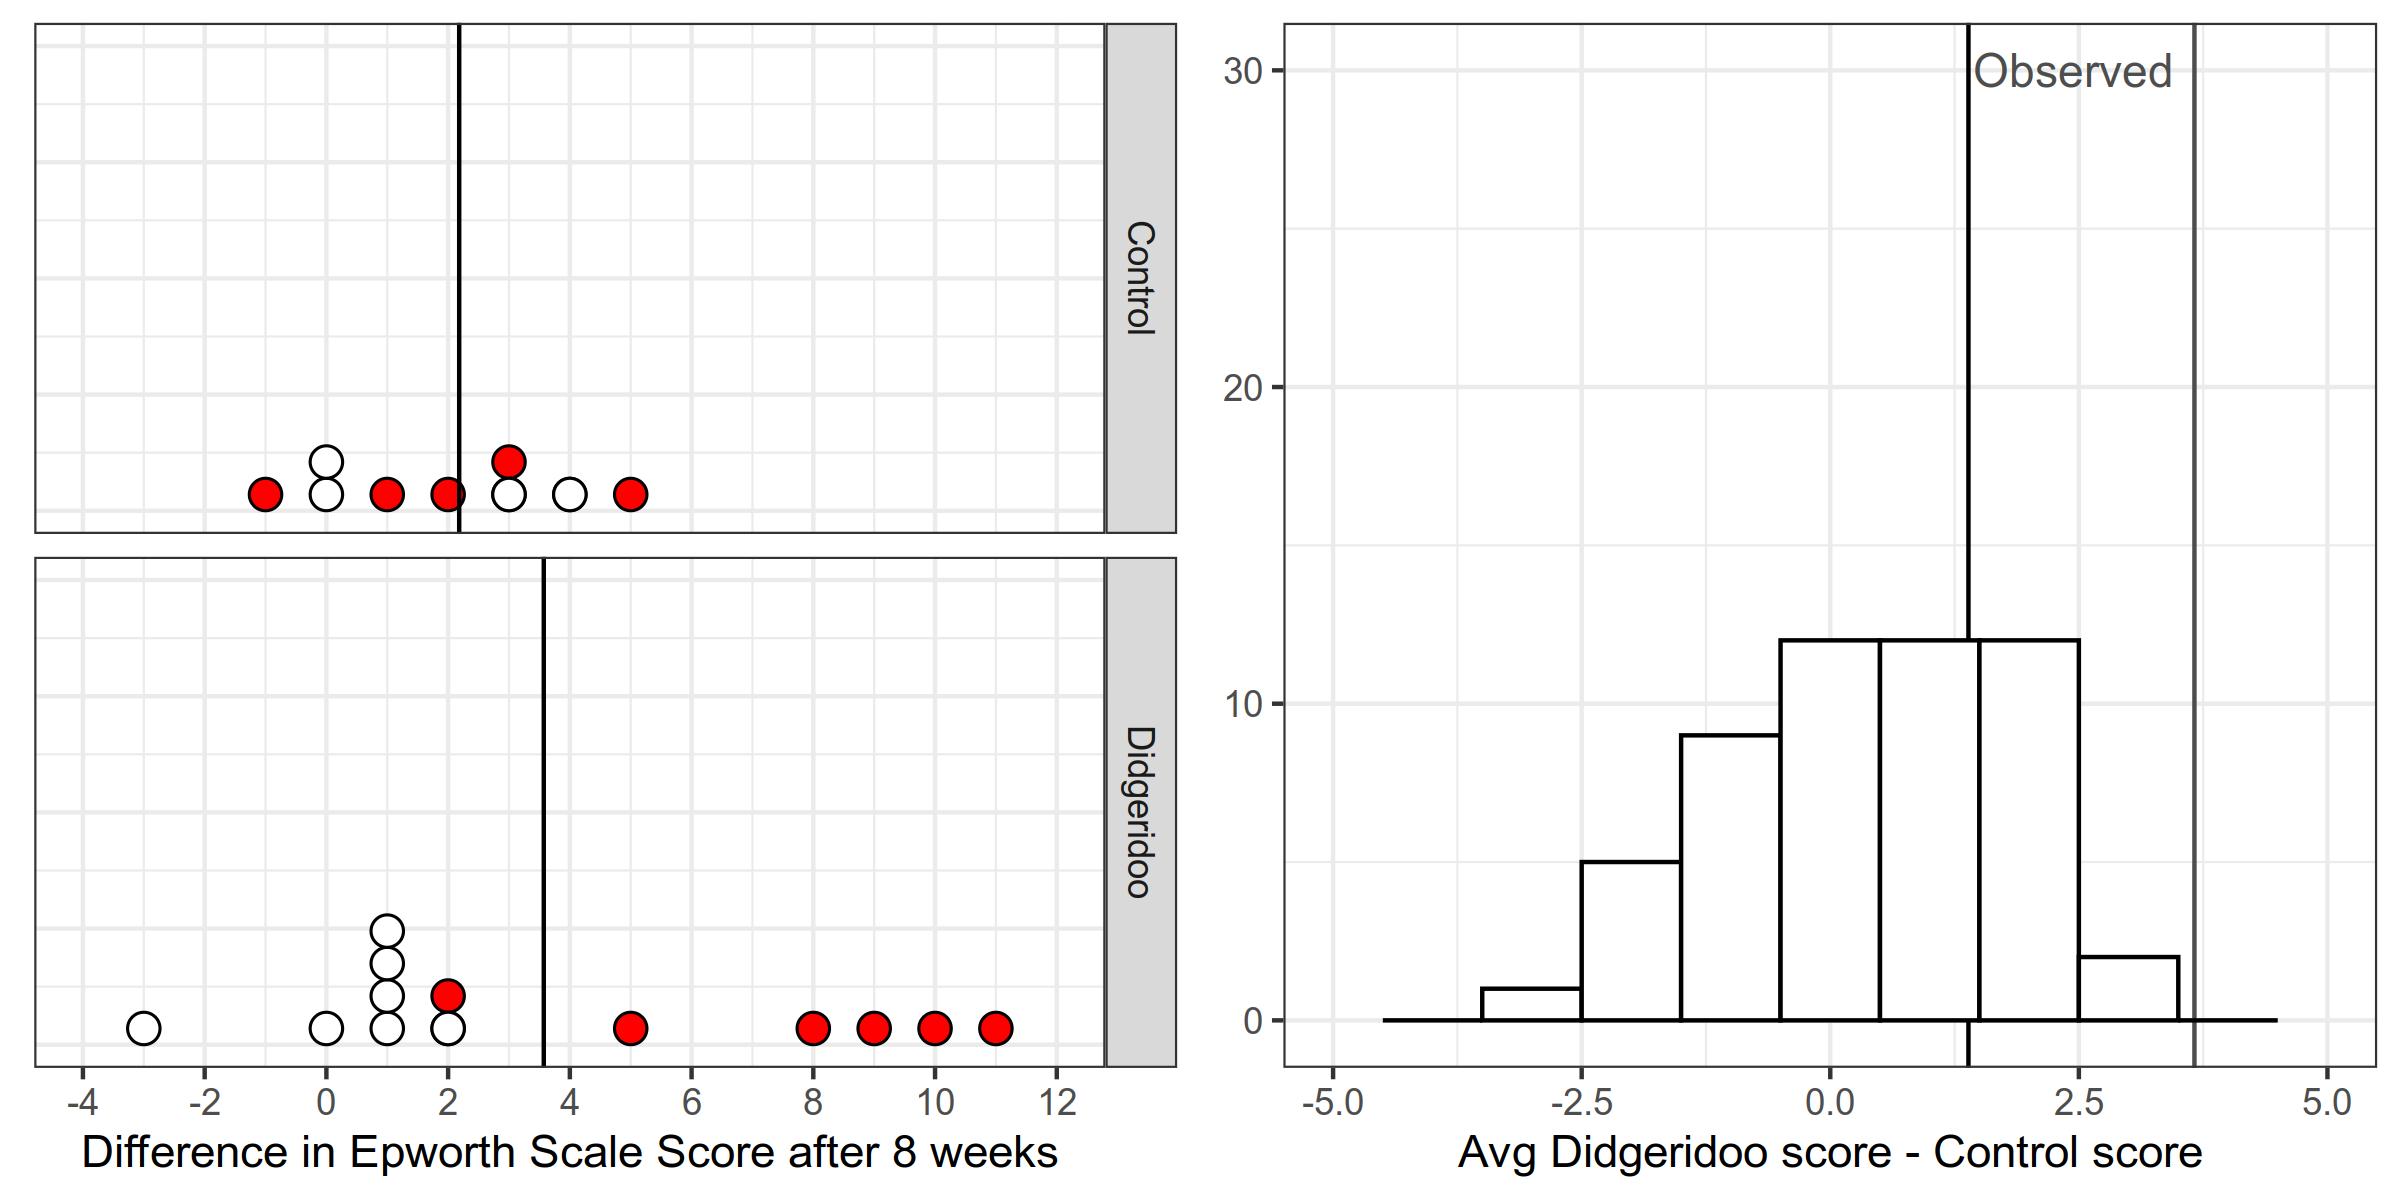 Control
Didgeridoo
-4 -2 0 2 4 6 8 10 12
Difference in Epworth Scale Score after 8 weeks
Observed
30
20
10
0
-5.0 -2.5 0.0 2.5 5.0
Avg Didgeridoo score - Control score